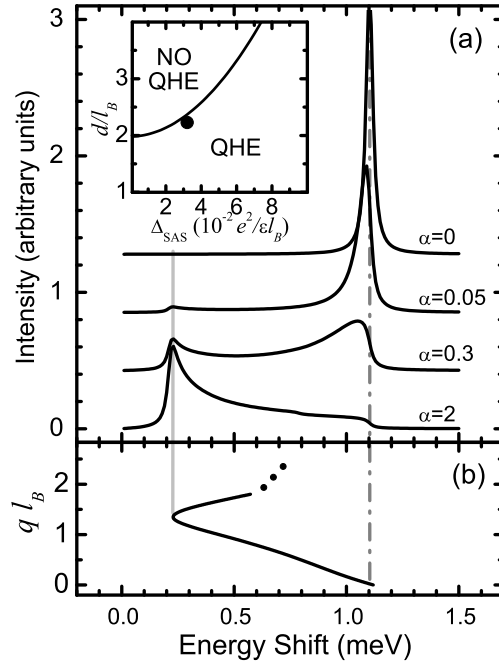 (a)
3
2
1
0
Intensity (arbitrary units)
NO
QHE
QHE
3
2
1
d/l_B
2 4 6 8
Δ_SAS (10^-2 e^2/εl_B)
α=0
α=0.05
α=0.3
α=2
(b)
2
1
0
q l_B
0.0 0.5 1.0 1.5
Energy Shift (meV)